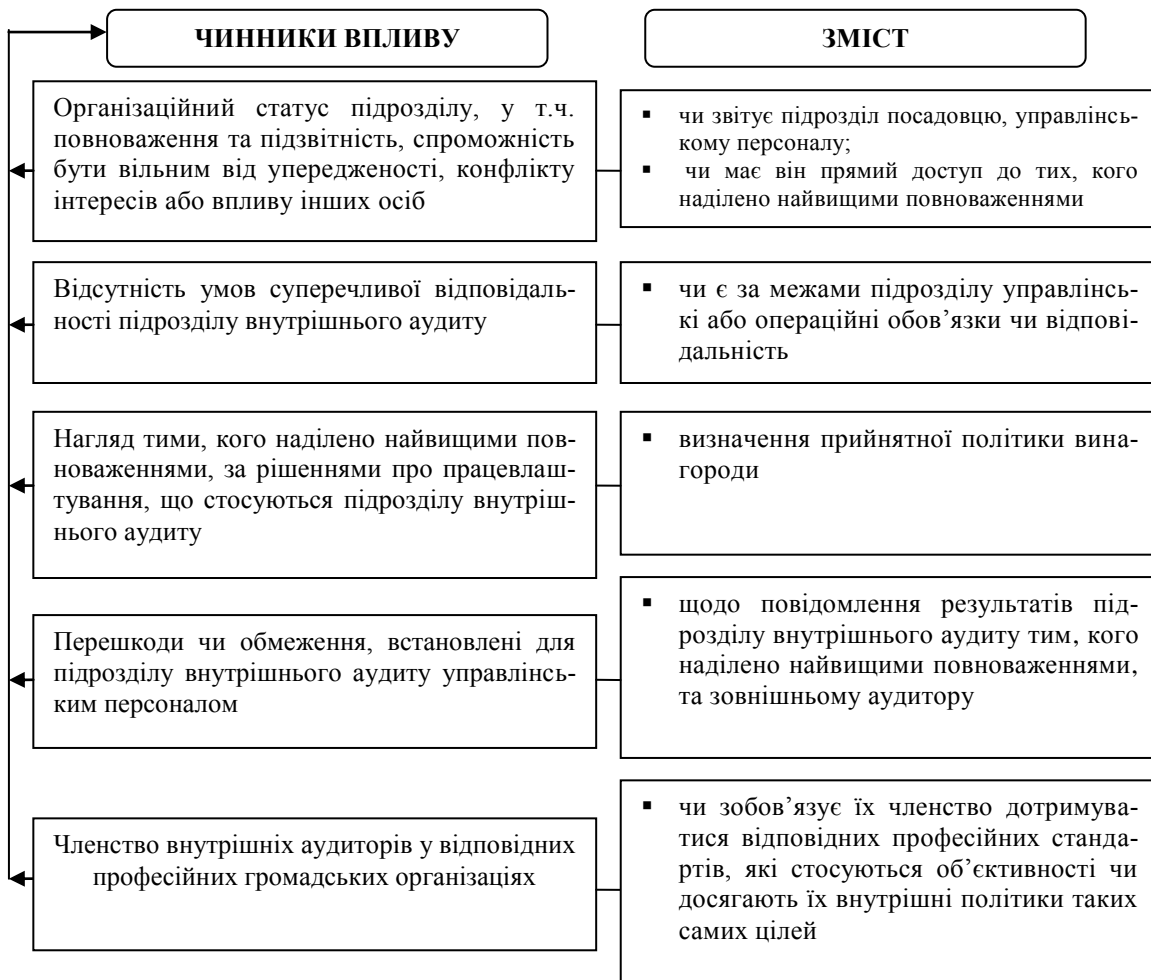 ЧИННИКИ ВПЛИВУ
ЗМІСТ
Організаційний статус підрозділу, у т.ч.
повноваження та підзвітність, спроможність
бути вільним від упередженості, конфлікту
інтересів або впливу інших осіб
▪ чи звітує підрозділ посадовцю, управлінсь-
кому персоналу;
▪ чи має він прямий доступ до тих, кого
наділено найвищими повноваженнями
Відсутність умов суперечливої відповідаль-
ності підрозділу внутрішнього аудиту
▪ чи є за межами підрозділу управлінсь-
кі або операційні обов’язки чи відпові-
дальність
Нагляд тими, кого наділено найвищими пов-
новаженнями, за рішеннями про працевлаш-
тування, що стосуються підрозділу внутріш-
нього аудиту
▪ визначення прийнятної політики вина-
городи
Перешкоди чи обмеження, встановлені для
підрозділу внутрішнього аудиту управлінсь-
ким персоналом
▪ щодо повідомлення результатів під-
розділу внутрішнього аудиту тим, кого
наділено найвищими повноваженнями,
та зовнішньому аудитору
Членство внутрішніх аудиторів у відповідних
професійних громадських організаціях
▪ чи зобов’язує їх членство дотримува-
тися відповідних професійних станда-
ртів, які стосуються об’єктивності чи
досягають їх внутрішні політики таких
самих цілей